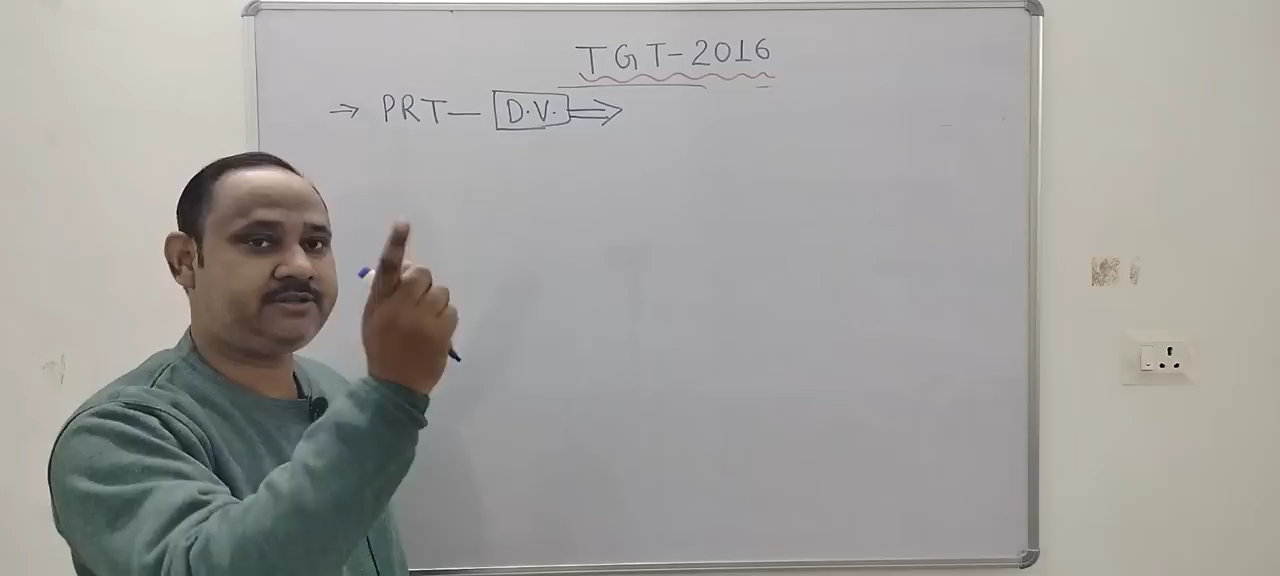 TGT-2016
→ PRT— D.V. ⇒